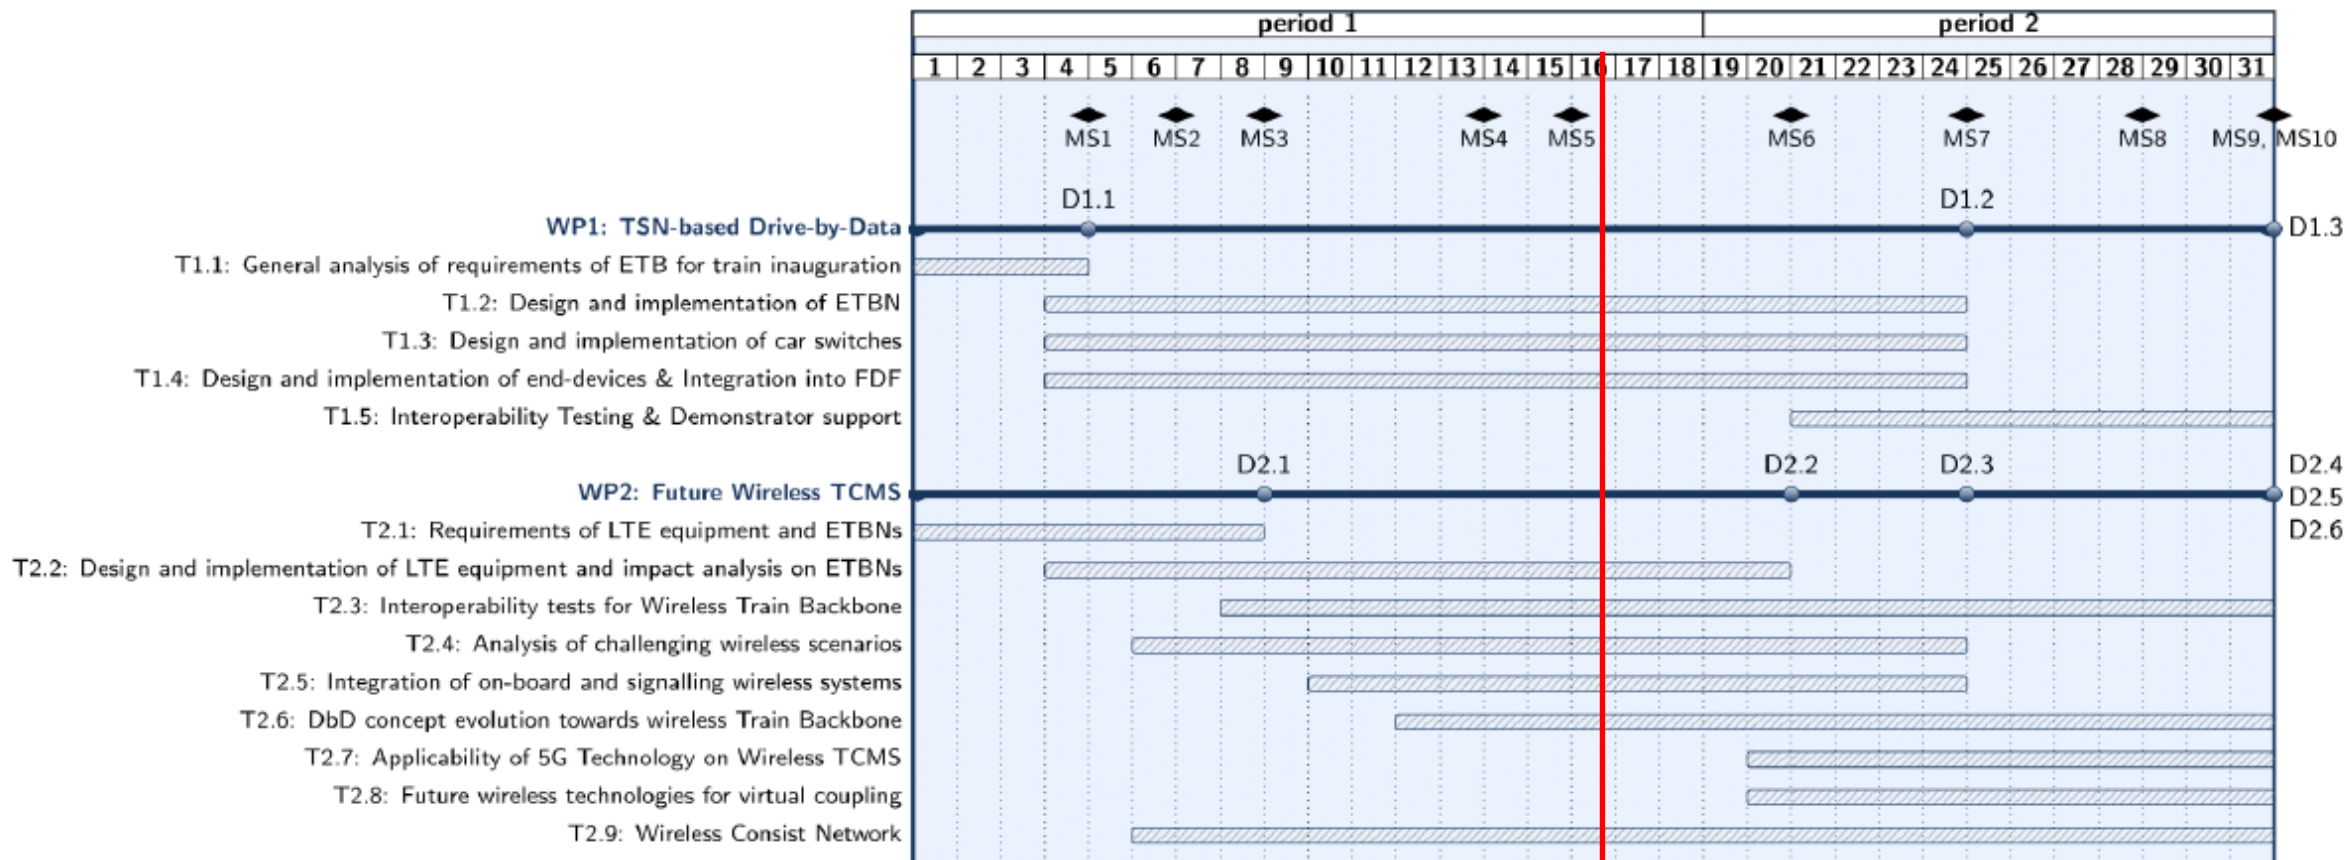 period 1 period 2
1 2 3 4 5 6 7 8 9 10 11 12 13 14 15 16 17 18 19 20 21 22 23 24 25 26 27 28 29 30 31
MS1 MS2 MS3 MS4 MS5 MS6 MS7 MS8 MS9, MS10
D1.1 D1.2
WP1: TSN-based Drive-by-Data D1.3
T1.1: General analysis of requirements of ETB for train inauguration
T1.2: Design and implementation of ETBN
T1.3: Design and implementation of car switches
T1.4: Design and implementation of end-devices & Integration into FDF
T1.5: Interoperability Testing & Demonstrator support
D2.1 D2.2 D2.3 D2.4
WP2: Future Wireless TCMS D2.5
T2.1: Requirements of LTE equipment and ETBNs D2.6
T2.2: Design and implementation of LTE equipment and impact analysis on ETBNs
T2.3: Interoperability tests for Wireless Train Backbone
T2.4: Analysis of challenging wireless scenarios
T2.5: Integration of on-board and signalling wireless systems
T2.6: DbD concept evolution towards wireless Train Backbone
T2.7: Applicability of 5G Technology on Wireless TCMS
T2.8: Future wireless technologies for virtual coupling
T2.9: Wireless Consist Network